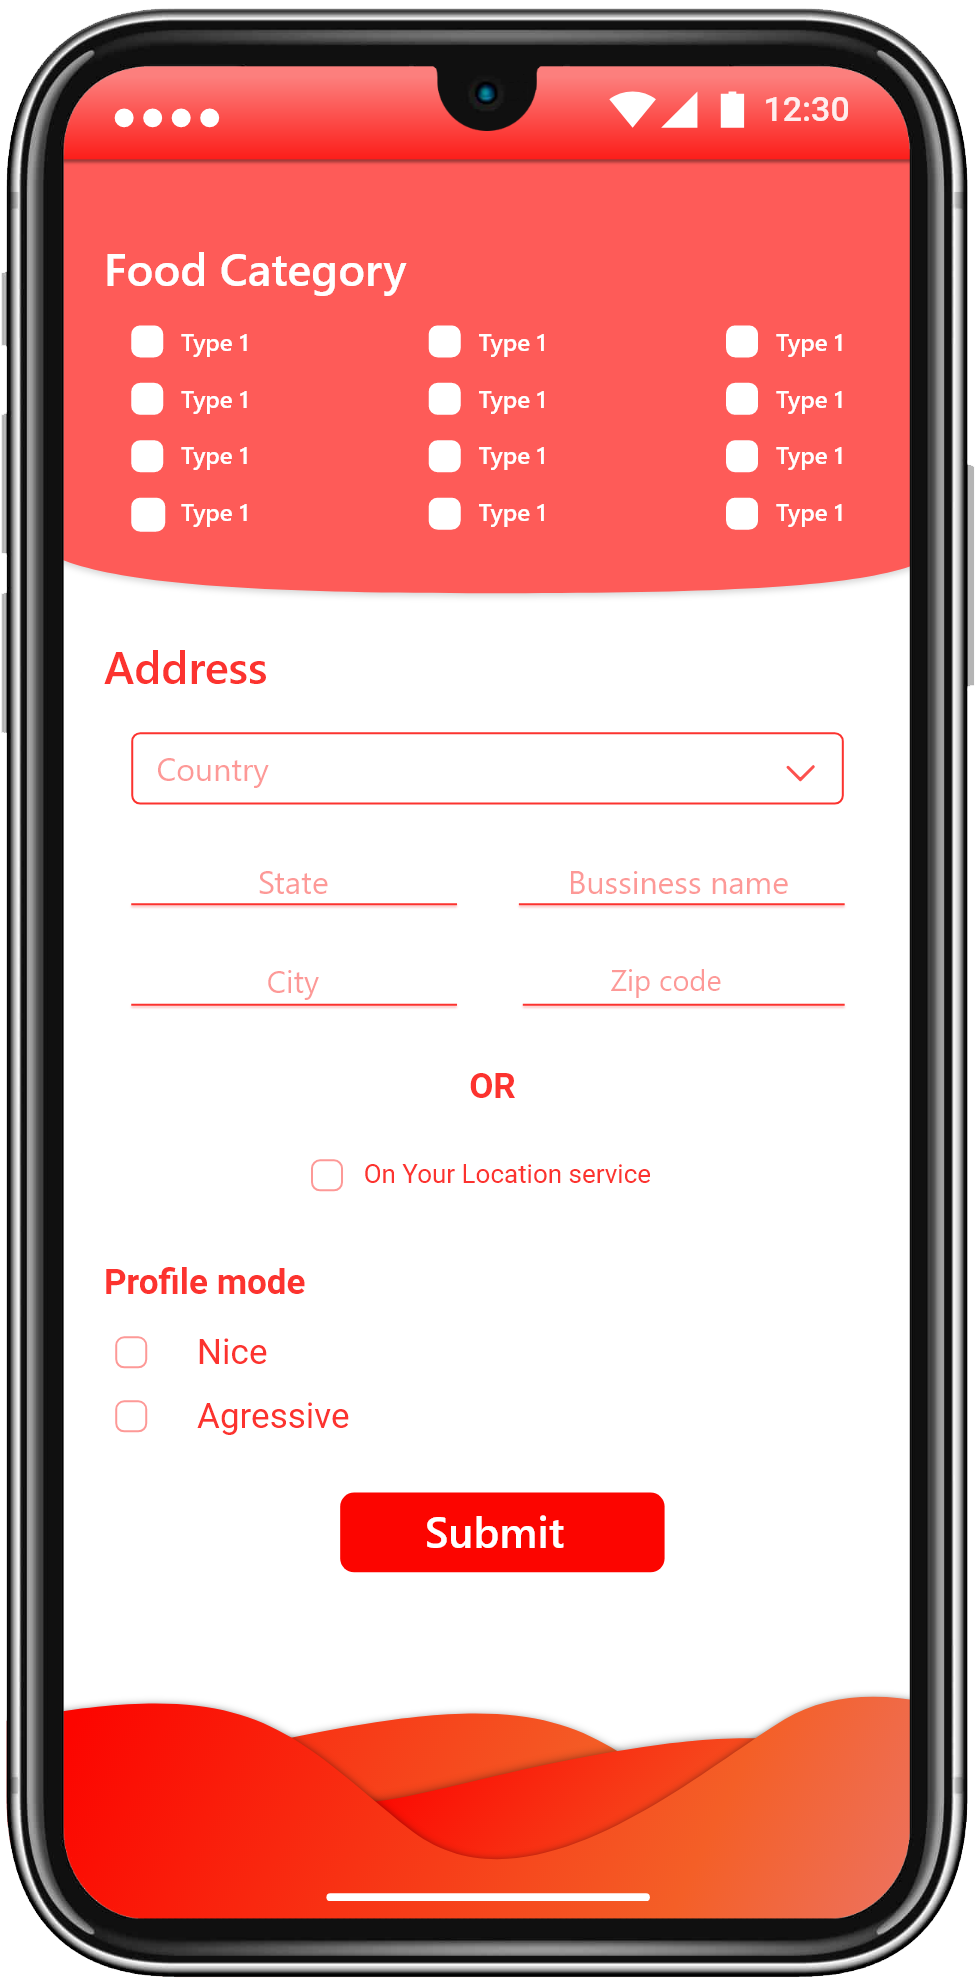 12:30
Food Category
Type 1 Type 1 Type 1
Type 1 Type 1 Type 1
Type 1 Type 1 Type 1
Type 1 Type 1 Type 1
Address
Country
State Bussiness name
City Zip code
OR
On Your Location service
Profile mode
Nice
Agressive
Submit